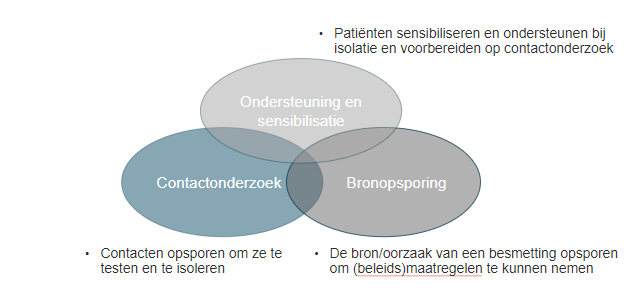 • Patiënten sensibiliseren en ondersteunen bij
isolatie en voorbereiden op contactonderzoek
Ondersteuning en
sensibilisatie
Contactonderzoek
Bronopsporing
• Contacten opsporen om ze te
testen en te isoleren
• De bron/oorzaak van een besmetting opsporen
om (beleids)maatregelen te kunnen nemen